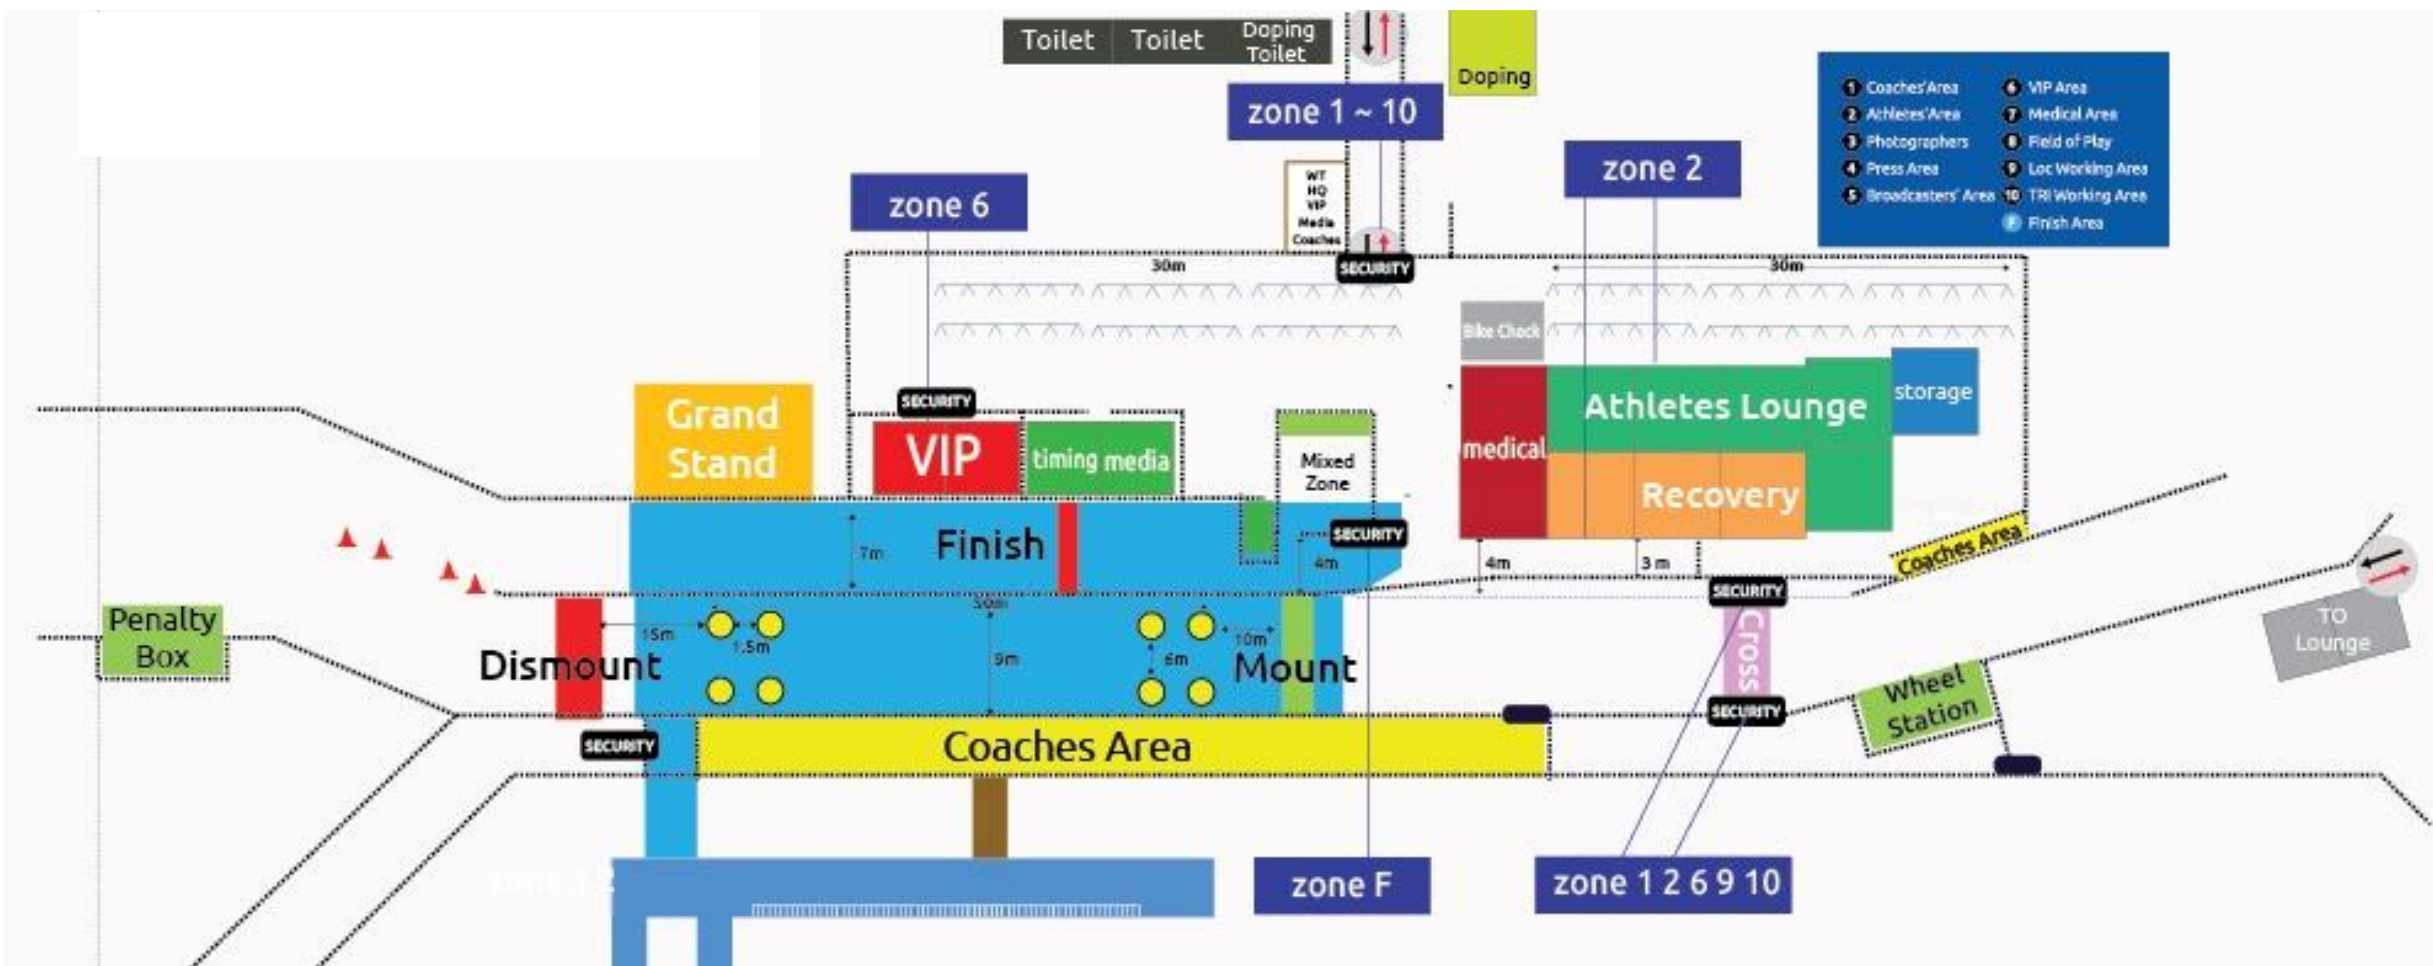 Toilet
Toilet
Doping
Toilet
Doping
zone 1 ~ 10
zone 2
zone 6
WT
HQ
VIP
Media
Coaches
1 Coaches'Area
2 Athletes'Area
3 Photographers
4 Press Area
5 Broadcasters' Area
6 VIP Area
7 Medical Area
8 Field of Play
9 Loc Working Area
10 TRI Working Area
F Finish Area
30m
SECURITY
30m
Bike Check
SECURITY
Grand
Stand
VIP
timing media
Mixed
Zone
medical
Athletes Lounge
storage
Recovery
Finish
7m
SECURITY
4m
4m
3 m
Coaches Area
SECURITY
Cross
SECURITY
TO
Lounge
Wheel
Station
Penalty
Box
Dismount
15m
1.5m
50m
9m
6m
10m
Mount
SECURITY
Coaches Area
zone F
zone 1 2 6 9 10